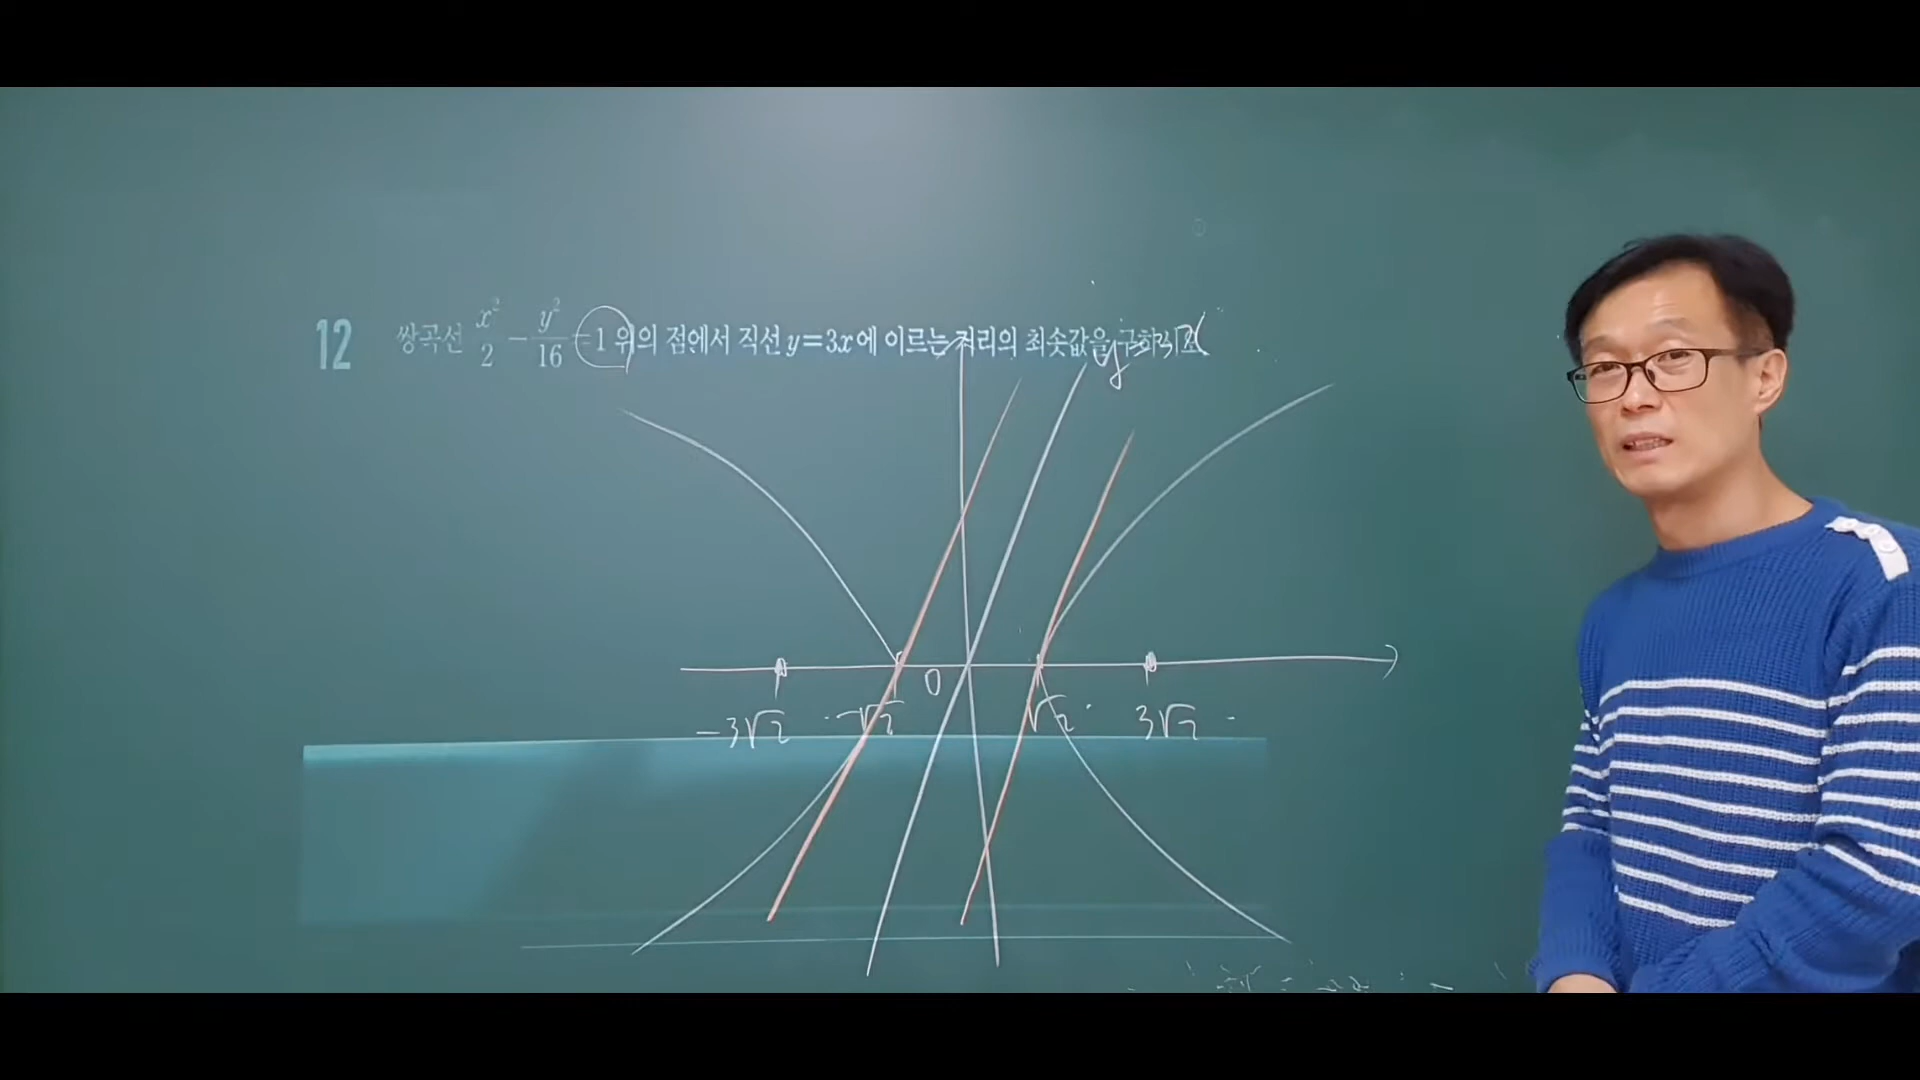 12 쌍곡선 x²/2 − y²/16 = 1 위의 점에서 직선 y=3x에 이르는 거리의 최솟값을 구하시오
y=3x
0
−3√2 −√2 √2 3√2